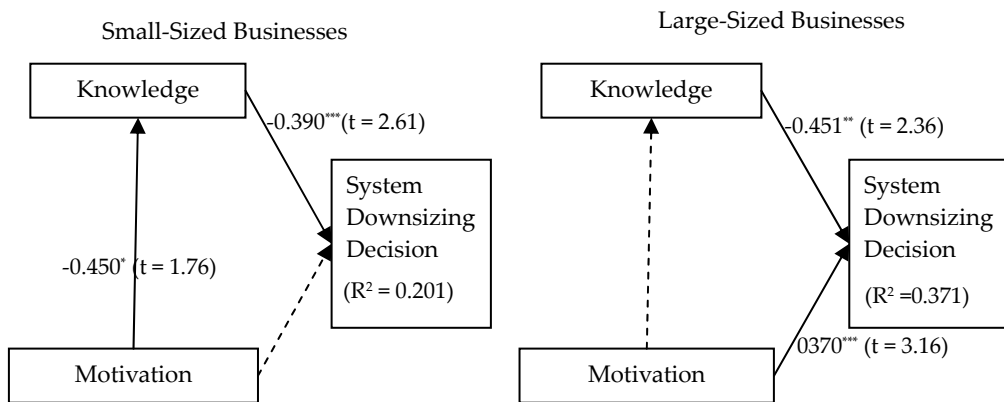 Small-Sized Businesses
Knowledge
-0.390***(t = 2.61)
System
Downsizing
Decision
(R² = 0.201)
-0.450* (t = 1.76)
Motivation
Large-Sized Businesses
Knowledge
-0.451** (t = 2.36)
System
Downsizing
Decision
(R² =0.371)
0370*** (t = 3.16)
Motivation